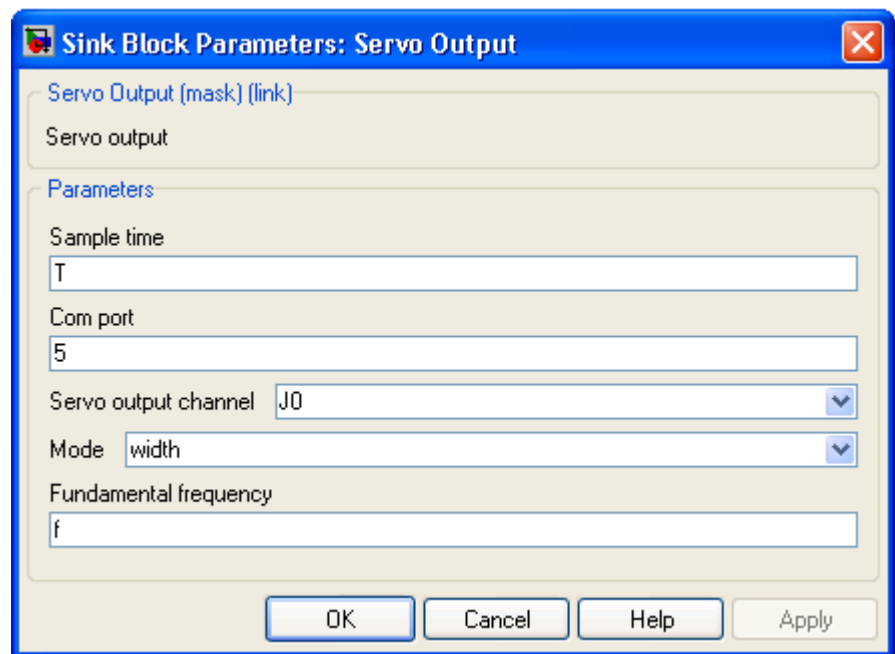 Sink Block Parameters: Servo Output
Servo Output (mask) (link)
Servo output
Parameters
Sample time
T
Com port
5
Servo output channel J0
Mode width
Fundamental frequency
f
OK Cancel Help Apply